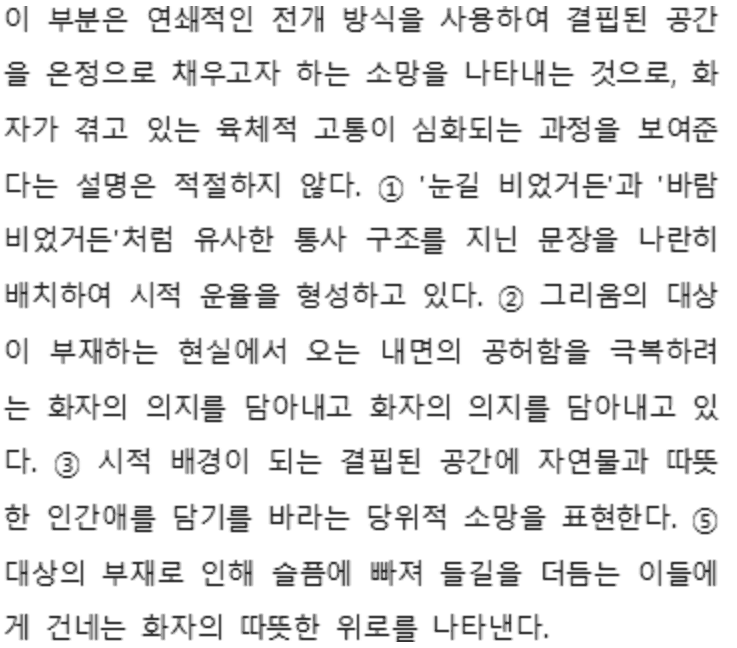 이 부분은 연쇄적인 전개 방식을 사용하여 결핍된 공간
을 온정으로 채우고자 하는 소망을 나타내는 것으로, 화
자가 겪고 있는 육체적 고통이 심화되는 과정을 보여준
다는 설명은 적절하지 않다. ① '눈길 비었거든'과 '바람
비었거든'처럼 유사한 통사 구조를 지닌 문장을 나란히
배치하여 시적 운율을 형성하고 있다. ② 그리움의 대상
이 부재하는 현실에서 오는 내면의 공허함을 극복하려
는 화자의 의지를 담아내고 화자의 의지를 담아내고 있
다. ③ 시적 배경이 되는 결핍된 공간에 자연물과 따뜻
한 인간애를 담기를 바라는 당위적 소망을 표현한다. ⑤
대상의 부재로 인해 슬픔에 빠져 들길을 더듬는 이들에
게 건네는 화자의 따뜻한 위로를 나타낸다.